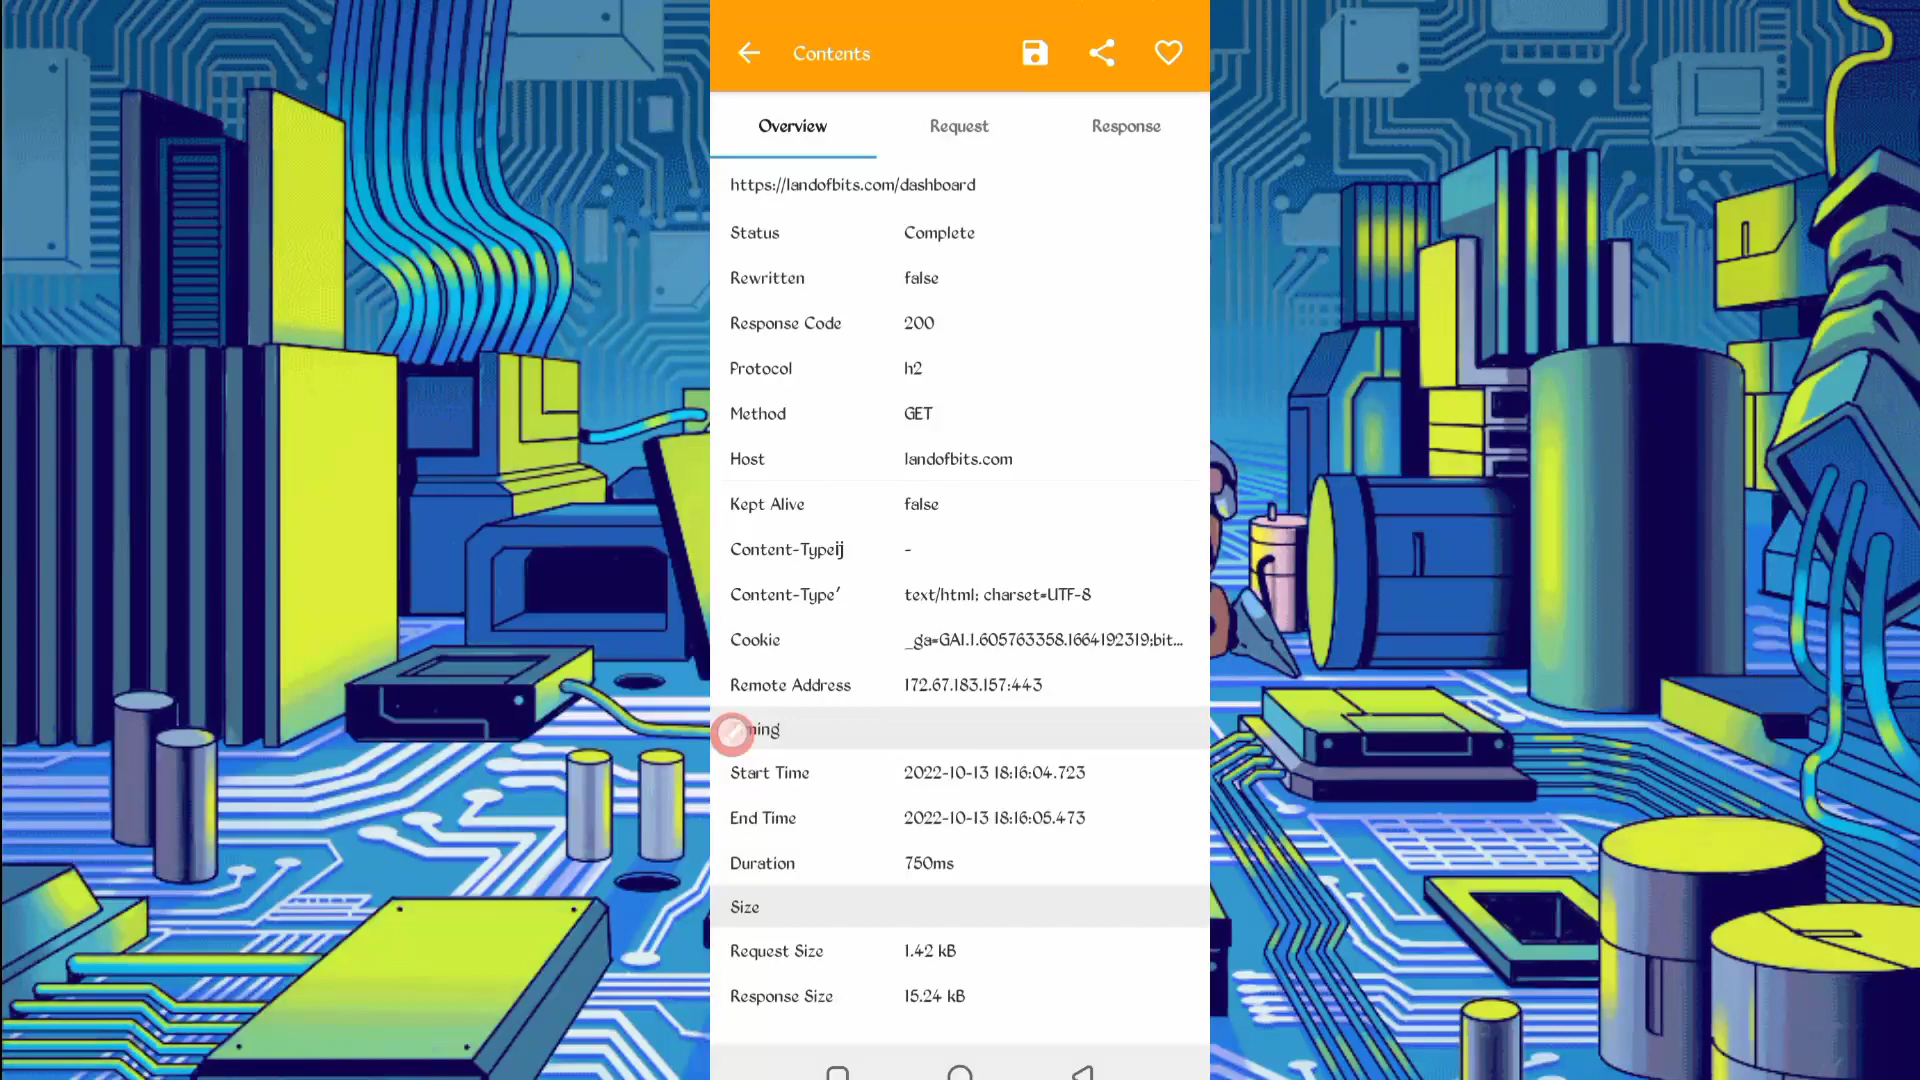 Contents
Overview Request Response
https://landofbits.com/dashboard
Status Complete
Rewritten false
Response Code 200
Protocol h2
Method GET
Host landofbits.com
Kept Alive false
Content-Typeĳ -
Content-Type′ text/html; charset=UTF-8
Cookie _ga=GA1.1.605763358.1664192319;bit...
Remote Address 172.67.183.157:443
Start Time 2022-10-13 18:16:04.723
End Time 2022-10-13 18:16:05.473
Duration 750ms
Size
Request Size 1.42 kB
Response Size 15.24 kB